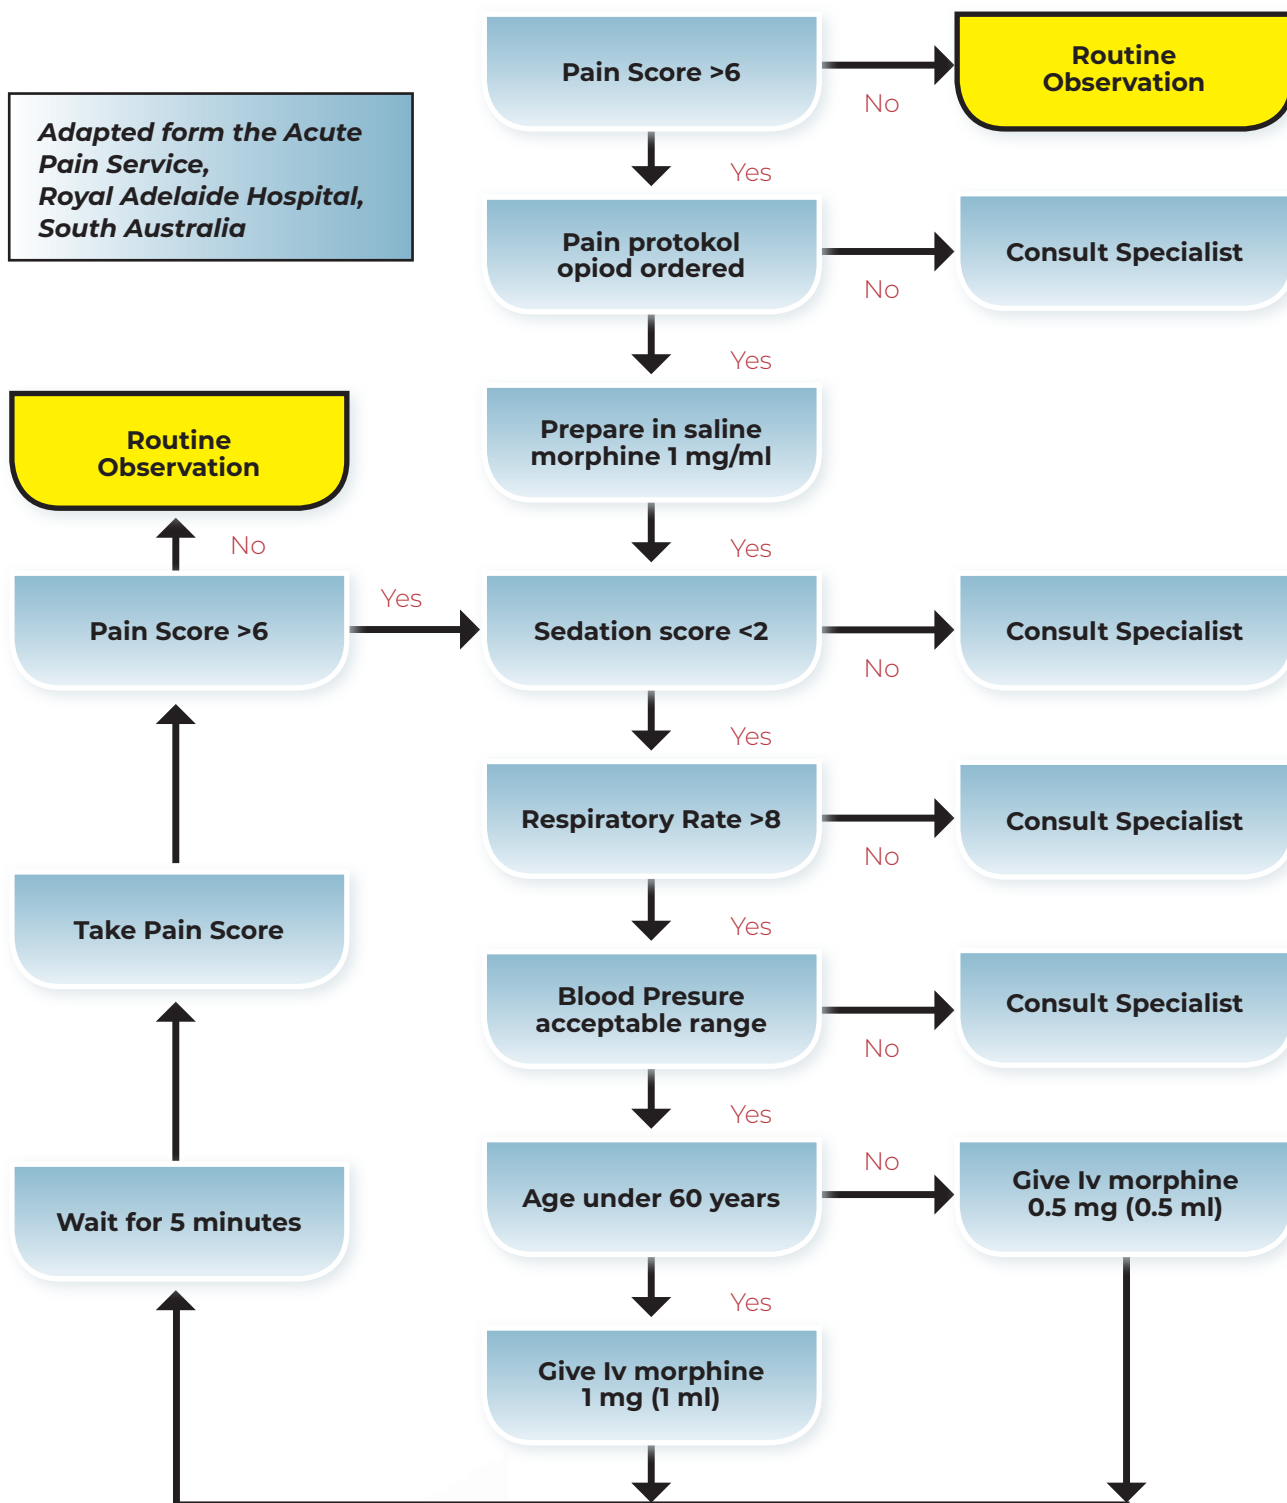 Pain Score >6
No
Routine
Observation
Adapted form the Acute
Pain Service,
Royal Adelaide Hospital,
South Australia
Yes
Pain protokol
opiod ordered
No
Consult Specialist
Yes
Prepare in saline
morphine 1 mg/ml
Routine
Observation
No
Yes
Pain Score >6
Yes
Sedation score <2
No
Consult Specialist
Yes
Respiratory Rate >8
No
Consult Specialist
Take Pain Score
Yes
Blood Presure
acceptable range
No
Consult Specialist
Yes
Wait for 5 minutes
Age under 60 years
No
Give Iv morphine
0.5 mg (0.5 ml)
Yes
Give Iv morphine
1 mg (1 ml)